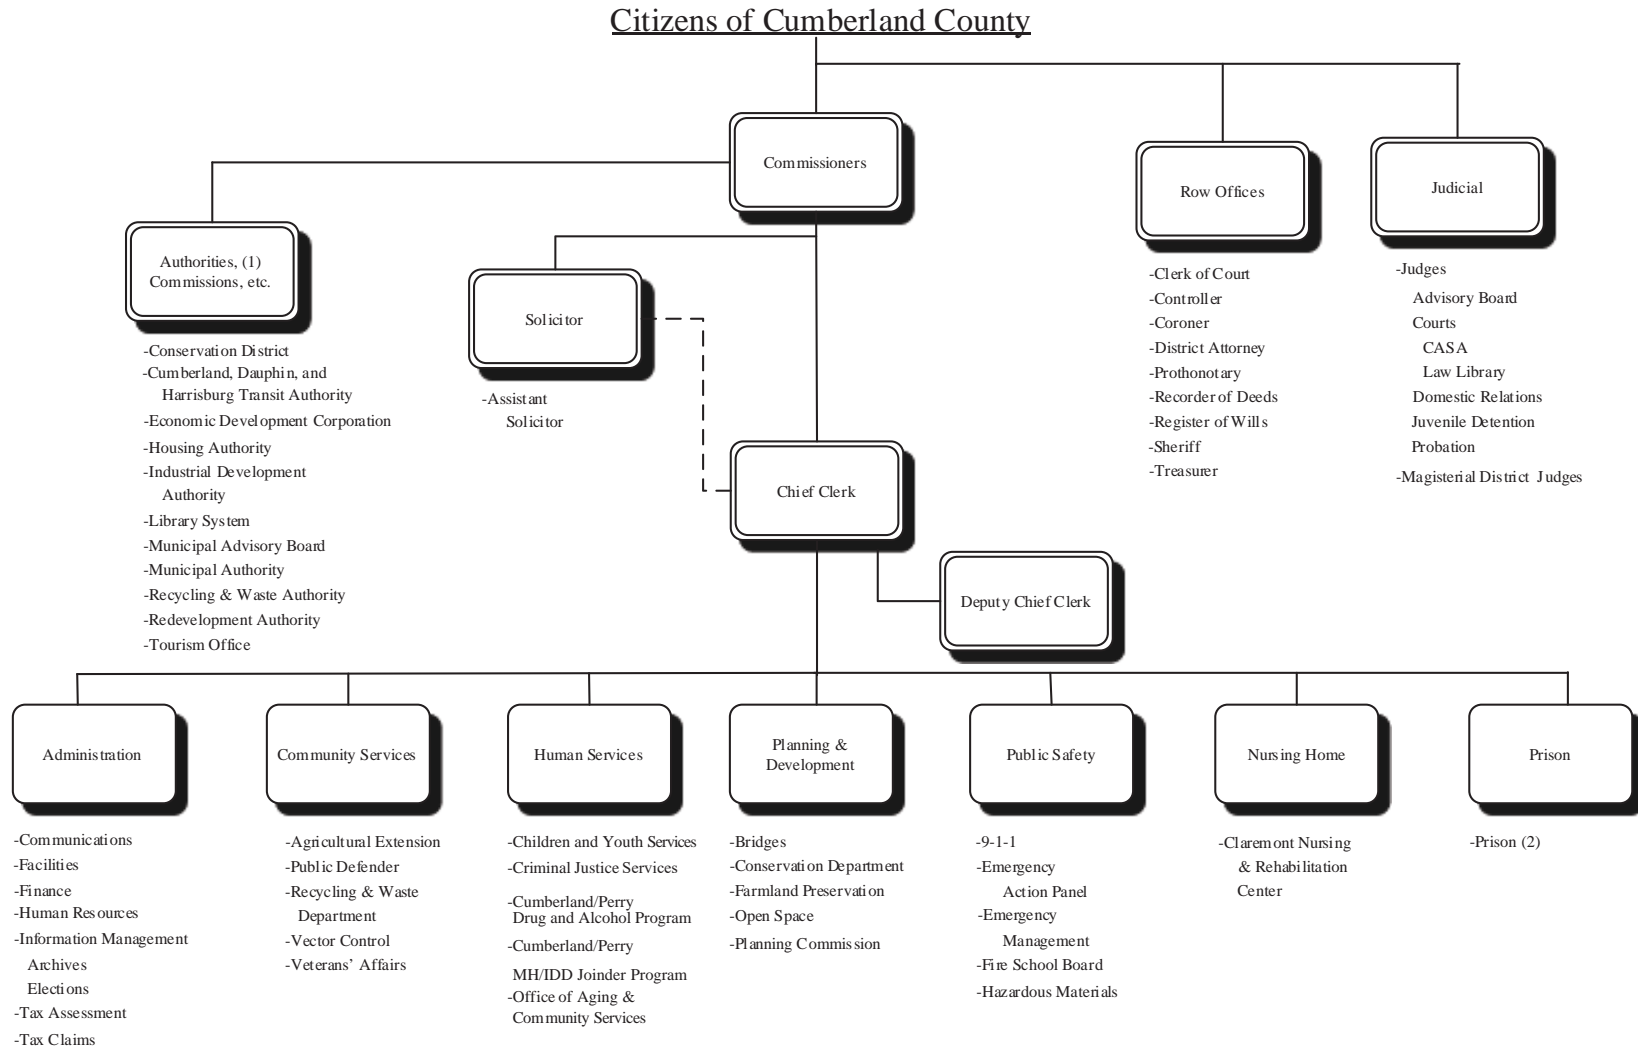 Citizens of Cumberland County
Commissioners
Row Offices
Judicial
Authorities, (1)
Commissions, etc.
Solicitor
-Conservation District
-Cumberland, Dauphin, and
Harrisburg Transit Authority
-Economic Development Corporation
-Housing Authority
-Industrial Development
Authority
-Library System
-Municipal Advisory Board
-Municipal Authority
-Recycling & Waste Authority
-Redevelopment Authority
-Tourism Office
-Assistant
Solicitor
-Clerk of Court
-Controller
-Coroner
-District Attorney
-Prothonotary
-Recorder of Deeds
-Register of Wills
-Sheriff
-Treasurer
-Judges
Advisory Board
Courts
CASA
Law Library
Domestic Relations
Juvenile Detention
Probation
-Magisterial District Judges
Chief Clerk
Deputy Chief Clerk
Administration
-Communications
-Facilities
-Finance
-Human Resources
-Information Management
Archives
Elections
-Tax Assessment
-Tax Claims
Community Services
-Agricultural Extension
-Public Defender
-Recycling & Waste
Department
-Vector Control
-Veterans' Affairs
Human Services
-Children and Youth Services
-Criminal Justice Services
-Cumberland/Perry
Drug and Alcohol Program
-Cumberland/Perry
MH/IDD Joinder Program
-Office of Aging &
Community Services
Planning &
Development
-Bridges
-Conservation Department
-Farmland Preservation
-Open Space
-Planning Commission
Public Safety
-9-1-1
-Emergency
Action Panel
-Emergency
Management
-Fire School Board
-Hazardous Materials
Nursing Home
-Claremont Nursing
& Rehabilitation
Center
Prison
-Prison (2)